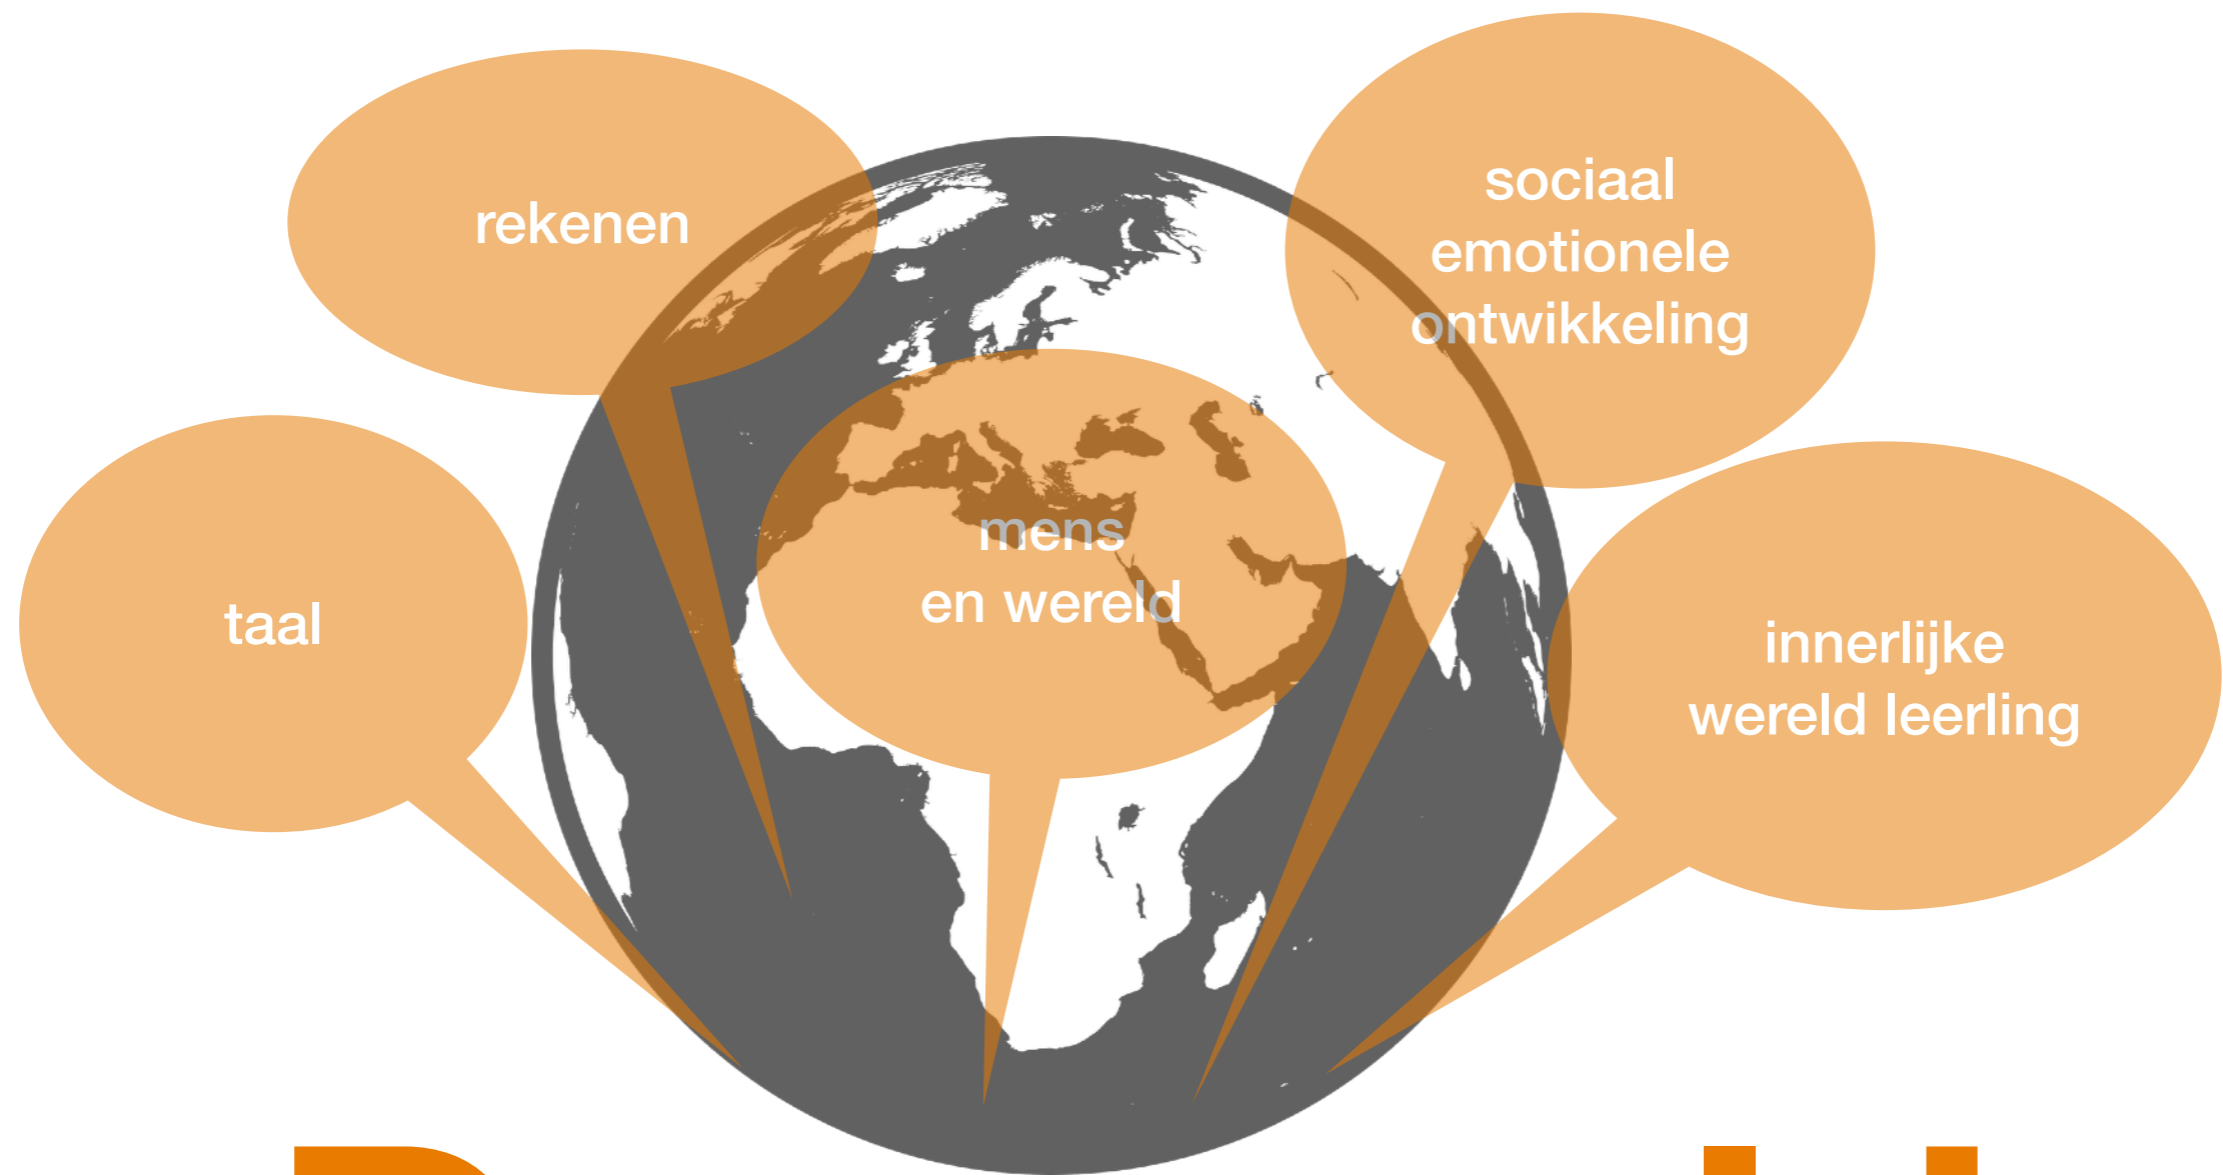 rekenen
sociaal
emotionele
ontwikkeling
mens
en wereld
taal
innerlijke
wereld leerling